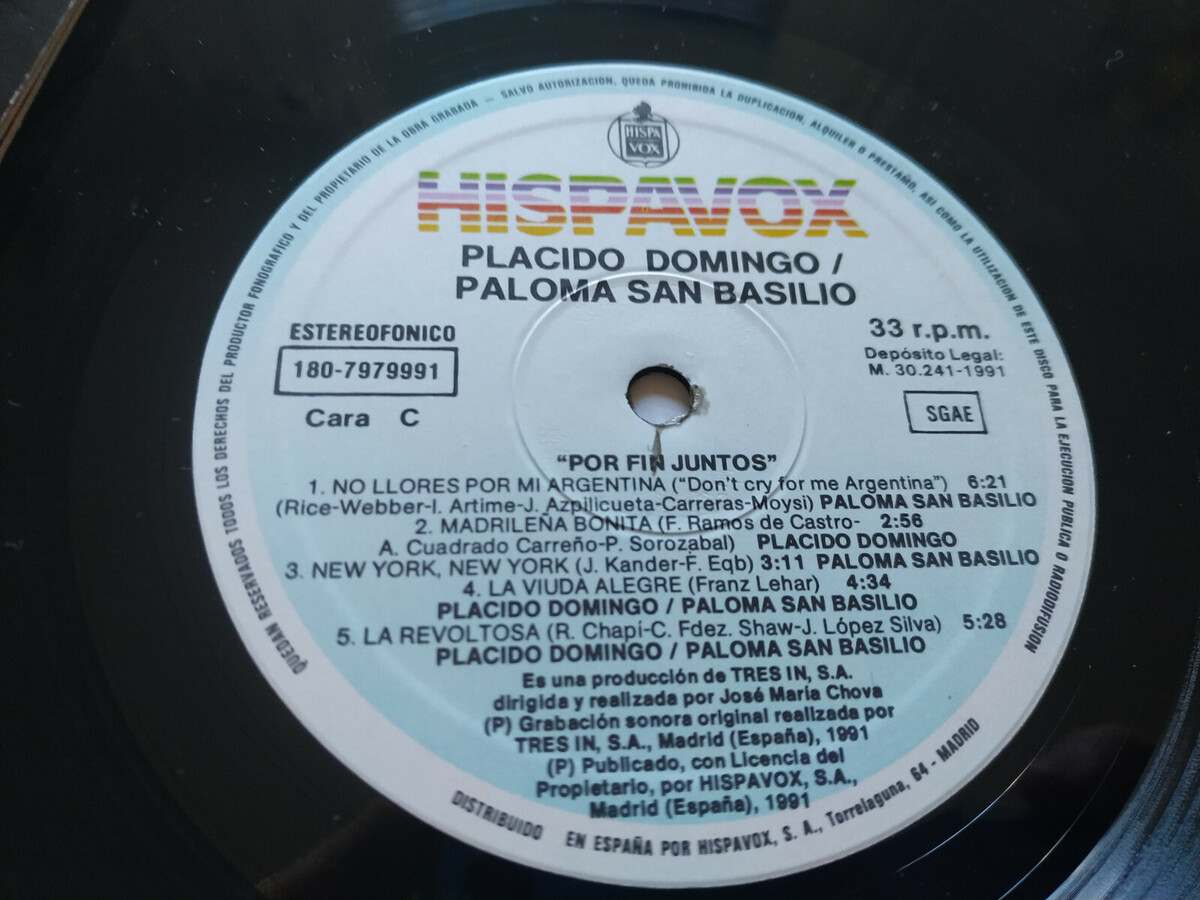 QUEDAN RESERVADOS TODOS LOS DERECHOS DEL PRODUCTOR FONOGRAFICO Y DEL PROPIETARIO DE LA OBRA GRABADA — SALVO AUTORIZACION, QUEDA PROHIBIDA LA DUPLICACION, ALQUILER O PRESTAMO, ASI COMO LA UTILIZACION DE ESTE DISCO PARA LA EJECUCION PUBLICA O RADIODIFUSION
HISPA
VOX
HISPAVOX
PLACIDO DOMINGO /
PALOMA SAN BASILIO
ESTEREOFONICO
180-7979991
Cara C
33 r.p.m.
Depósito Legal:
M. 30.241-1991
SGAE
"POR FIN JUNTOS"
1. NO LLORES POR MI ARGENTINA ("Don't cry for me Argentina") 6:21
(Rice-Webber-I. Artime-J. Azpilicueta-Carreras-Moysi) PALOMA SAN BASILIO
2. MADRILEÑA BONITA (F. Ramos de Castro- 2:56
A. Cuadrado Carreño-P. Sorozabal) PLACIDO DOMINGO
3. NEW YORK, NEW YORK (J. Kander-F. Eqb) 3:11 PALOMA SAN BASILIO
4. LA VIUDA ALEGRE (Franz Lehar) 4:34
PLACIDO DOMINGO / PALOMA SAN BASILIO
5. LA REVOLTOSA (R. Chapí-C. Fdez. Shaw-J. López Silva) 5:28
PLACIDO DOMINGO / PALOMA SAN BASILIO
Es una producción de TRES IN, S.A.
dirigida y realizada por José María Chova
(P) Grabación sonora original realizada por
TRES IN, S.A., Madrid (España), 1991
(P) Publicado, con Licencia del
Propietario, por HISPAVOX, S.A.,
Madrid (España), 1991
DISTRIBUIDO EN ESPAÑA POR HISPAVOX, S. A., Torrelaguna, 64 - MADRID